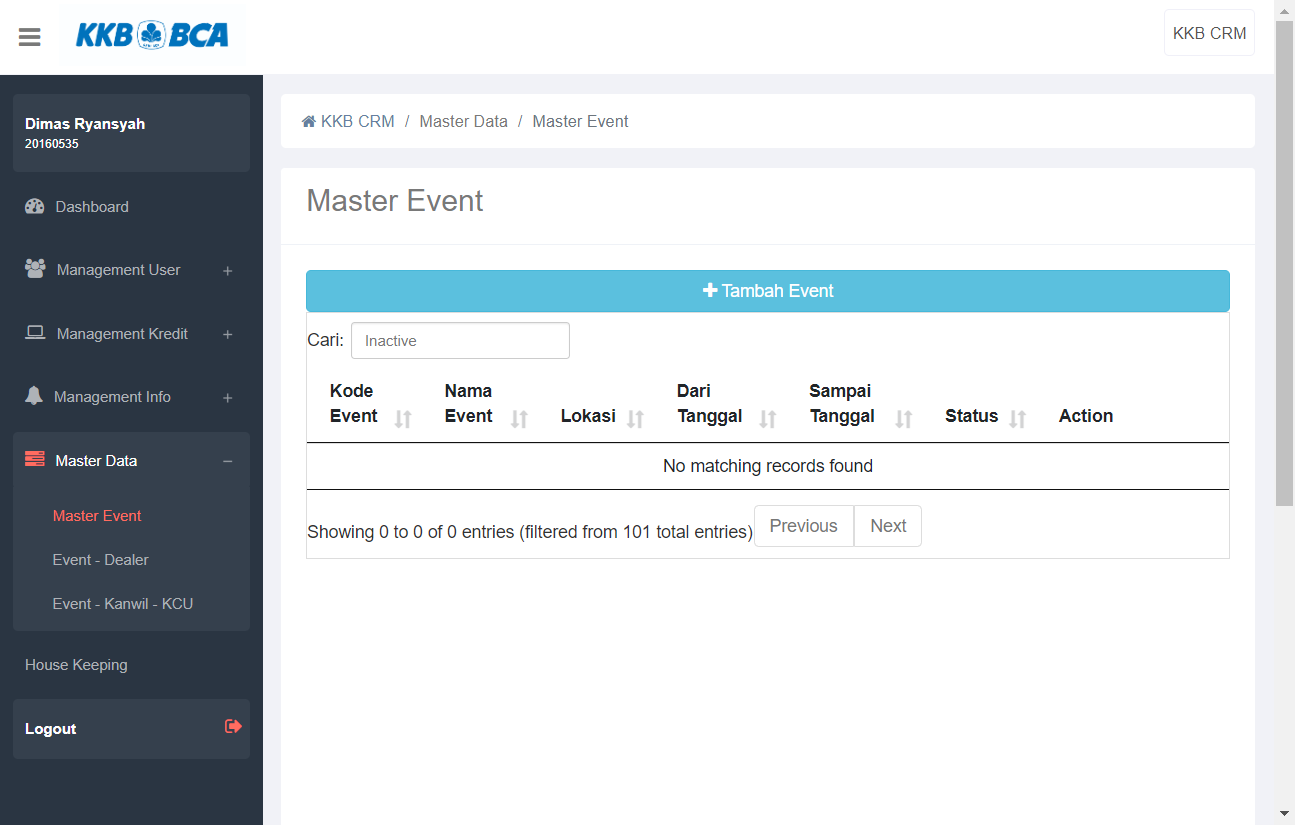 KKB BCA
KKB CRM
Dimas Ryansyah
20160535
Dashboard
Management User +
Management Kredit +
Management Info +
Master Data −
Master Event
Event - Dealer
Event - Kanwil - KCU
House Keeping
Logout
KKB CRM / Master Data / Master Event
Master Event
Tambah Event
Cari: Inactive
Kode Event
Nama Event
Lokasi
Dari Tanggal
Sampai Tanggal
Status
Action
No matching records found
Showing 0 to 0 of 0 entries (filtered from 101 total entries) Previous Next